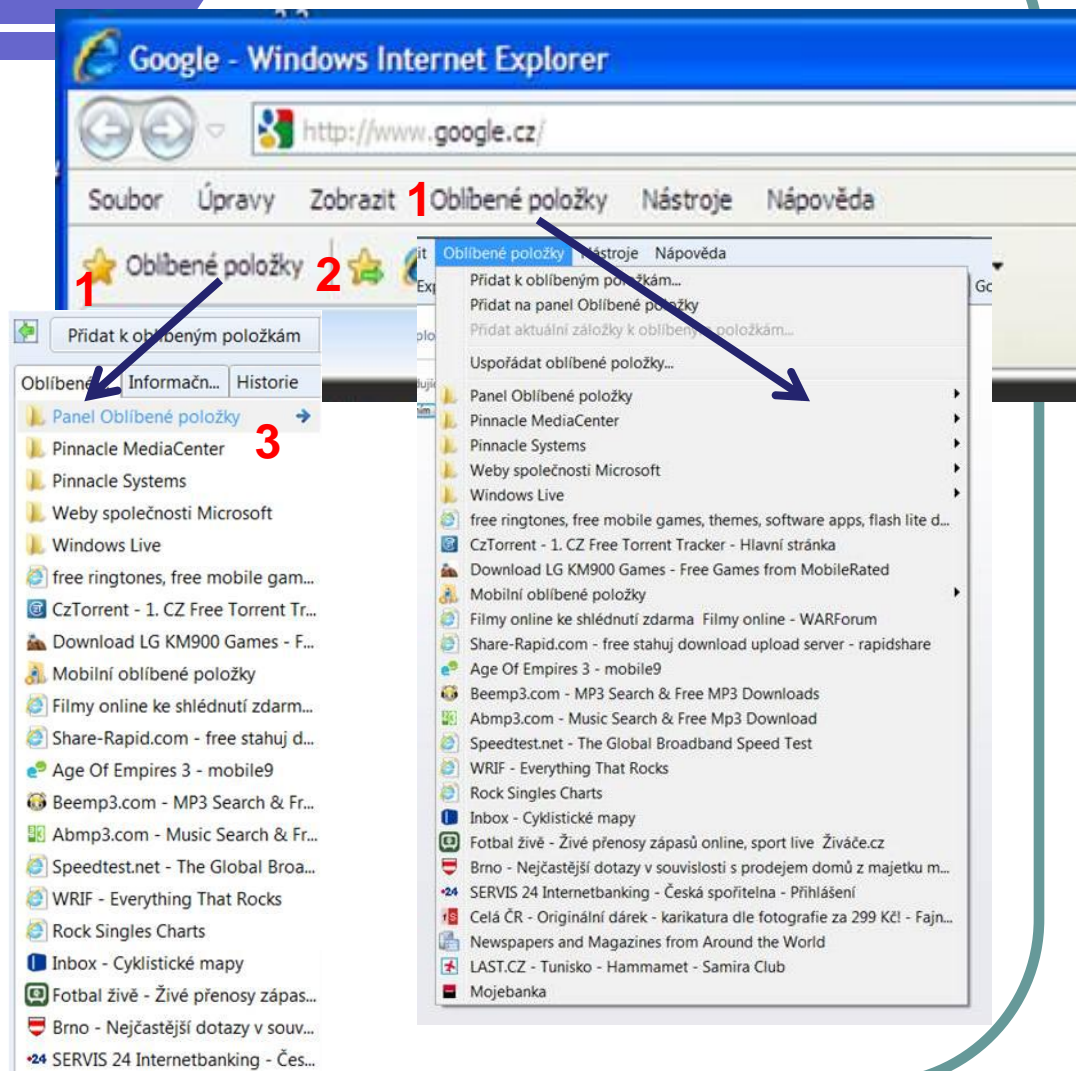 Google - Windows Internet Explorer
http://www.google.cz/
Soubor Úpravy Zobrazit 1 Oblíbené položky Nástroje Nápověda
1 Oblíbené položky 2
it Oblíbené položky Nástroje Nápověda
Přidat k oblíbeným položkám...
Přidat na panel Oblíbené položky
Přidat aktuální záložky k oblíbeným položkám...
Uspořádat oblíbené položky...
Panel Oblíbené položky
Pinnacle MediaCenter
Pinnacle Systems
Weby společnosti Microsoft
Windows Live
free ringtones, free mobile games, themes, software apps, flash lite d...
CzTorrent - 1. CZ Free Torrent Tracker - Hlavní stránka
Download LG KM900 Games - Free Games from MobileRated
Mobilní oblíbené položky
Filmy online ke shlédnutí zdarma Filmy online - WARForum
Share-Rapid.com - free stahuj download upload server - rapidshare
Age Of Empires 3 - mobile9
Beemp3.com - MP3 Search & Free MP3 Downloads
Abmp3.com - Music Search & Free Mp3 Download
Speedtest.net - The Global Broadband Speed Test
WRIF - Everything That Rocks
Rock Singles Charts
Inbox - Cyklistické mapy
Fotbal živě - Živé přenosy zápasů online, sport live Živáče.cz
Brno - Nejčastější dotazy v souvislosti s prodejem domů z majetku m...
SERVIS 24 Internetbanking - Česká spořitelna - Přihlášení
Celá ČR - Originální dárek - karikatura dle fotografie za 299 Kč! - Fajn...
Newspapers and Magazines from Around the World
LAST.CZ - Tunisko - Hammamet - Samira Club
Mojebanka
Přidat k oblíbeným položkám
Oblíbené Informačn... Historie
Panel Oblíbené položky
3
Pinnacle MediaCenter
Pinnacle Systems
Weby společnosti Microsoft
Windows Live
free ringtones, free mobile gam...
CzTorrent - 1. CZ Free Torrent Tr...
Download LG KM900 Games - F...
Mobilní oblíbené položky
Filmy online ke shlédnutí zdarm...
Share-Rapid.com - free stahuj d...
Age Of Empires 3 - mobile9
Beemp3.com - MP3 Search & Fr...
Abmp3.com - Music Search & Fr...
Speedtest.net - The Global Broa...
WRIF - Everything That Rocks
Rock Singles Charts
Inbox - Cyklistické mapy
Fotbal živě - Živé přenosy zápas...
Brno - Nejčastější dotazy v souv...
SERVIS 24 Internetbanking - Čes...